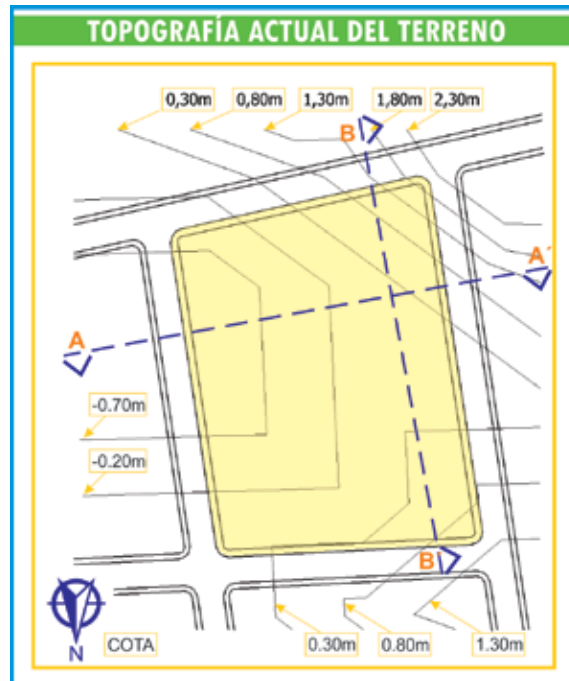 TOPOGRAFÍA ACTUAL DEL TERRENO
0,30m 0,80m 1,30m 1,80m 2,30m
B
A´
A
-0.70m
-0.20m
B'
N COTA 0.30m 0.80m 1.30m